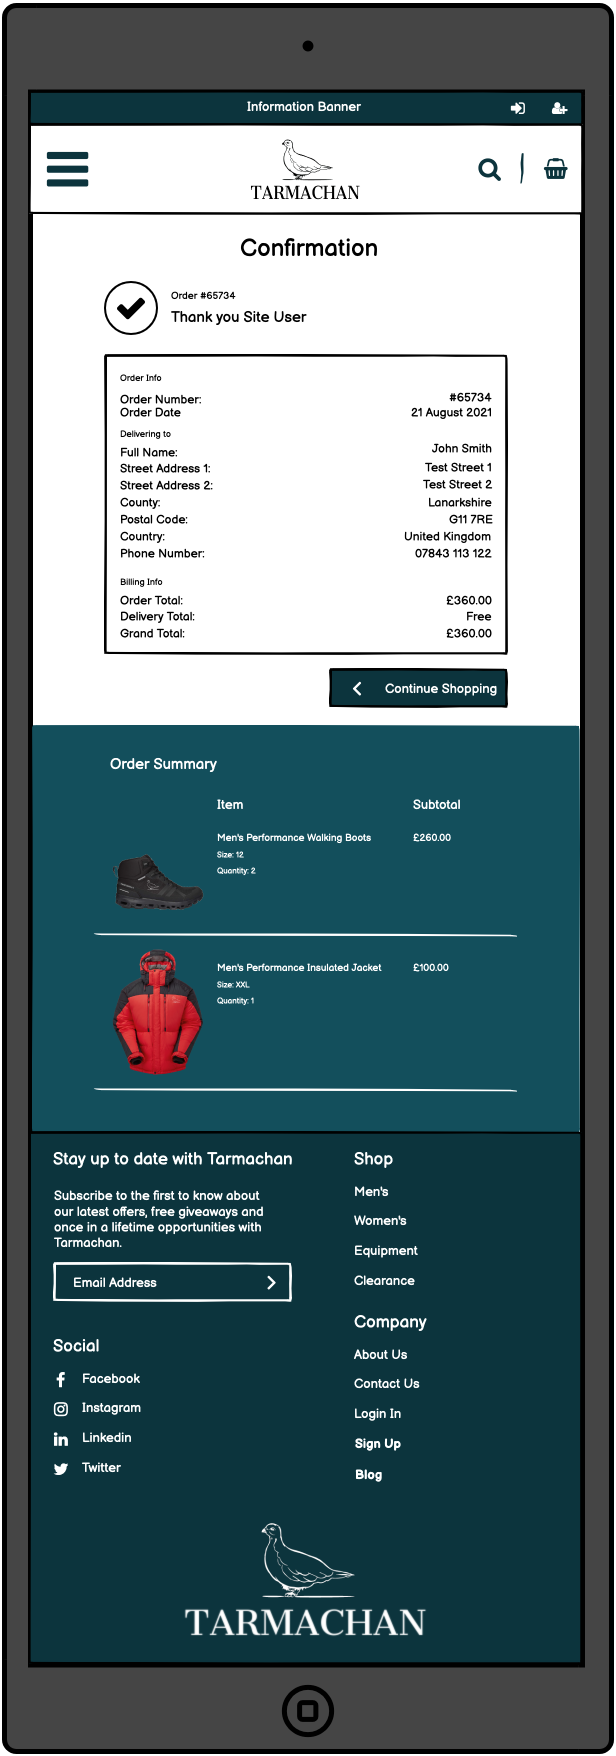 Information Banner
TARMACHAN
Confirmation
Order #65734
Thank you Site User
Order Info
Order Number: #65734
Order Date 21 August 2021
Delivering to
Full Name: John Smith
Street Address 1: Test Street 1
Street Address 2: Test Street 2
County: Lanarkshire
Postal Code: G11 7RE
Country: United Kingdom
Phone Number: 07843 113 122
Billing Info
Order Total: £360.00
Delivery Total: Free
Grand Total: £360.00
Continue Shopping
Order Summary
Item Subtotal
Men's Performance Walking Boots £260.00
Size: 12
Quantity: 2
Men's Performance Insulated Jacket £100.00
Size: XXL
Quantity: 1
Stay up to date with Tarmachan
Subscribe to the first to know about
our latest offers, free giveaways and
once in a lifetime opportunities with
Tarmachan.
Email Address
Social
Facebook
Instagram
Linkedin
Twitter
Shop
Men's
Women's
Equipment
Clearance
Company
About Us
Contact Us
Login In
Sign Up
Blog
TARMACHAN